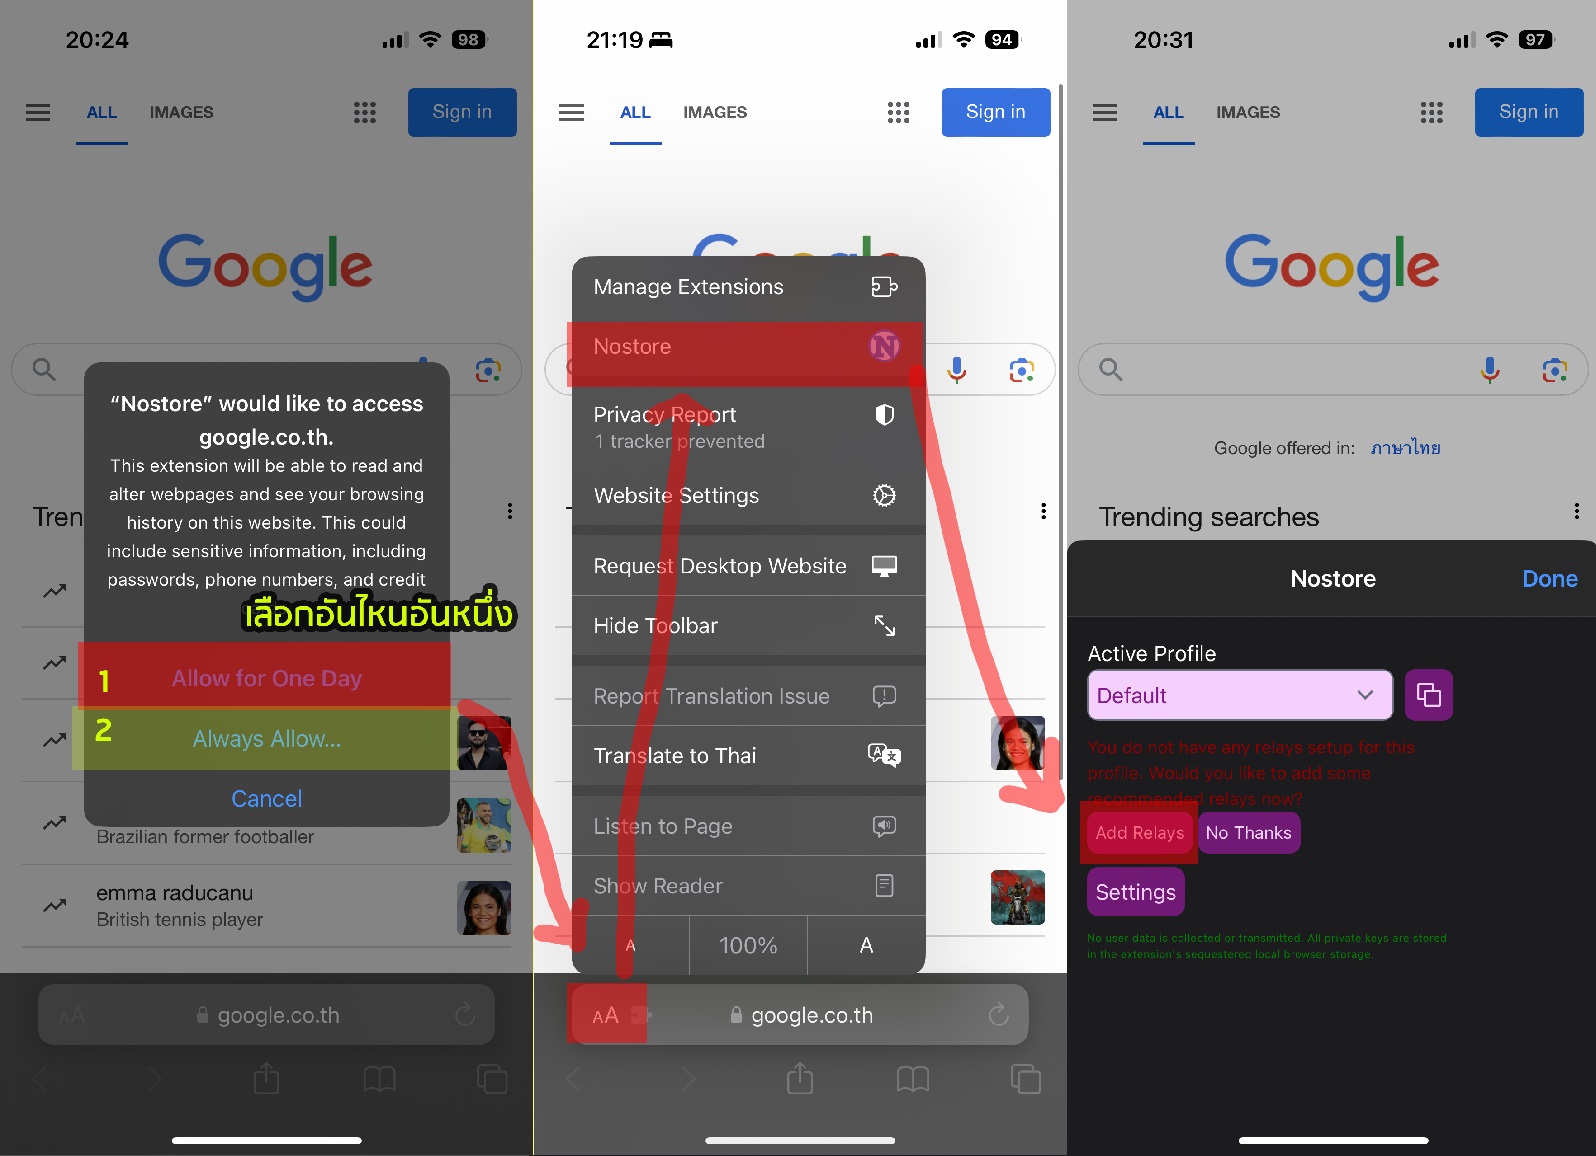 20:24
98
ALL
IMAGES
Sign in
Google
"Nostore" would like to access
google.co.th.
This extension will be able to read and
alter webpages and see your browsing
history on this website. This could
include sensitive information, including
passwords, phone numbers, and credit
Tren
เลือกอันไหนอันหนึ่ง
1
Allow for One Day
2
Always Allow...
Cancel
Brazilian former footballer
emma raducanu
British tennis player
AA
google.co.th
21:19
94
ALL
IMAGES
Sign in
Manage Extensions
Nostore
Privacy Report
1 tracker prevented
Website Settings
Request Desktop Website
Hide Toolbar
Report Translation Issue
Translate to Thai
Listen to Page
Show Reader
A
100%
A
AA
google.co.th
20:31
97
ALL
IMAGES
Sign in
Google
Google offered in: ภาษาไทย
Trending searches
Nostore
Done
Active Profile
Default
You do not have any relays setup for this
profile. Would you like to add some
recommended relays now?
Add Relays
No Thanks
Settings
No user data is collected or transmitted. All private keys are stored
in the extension's sequestered local browser storage.